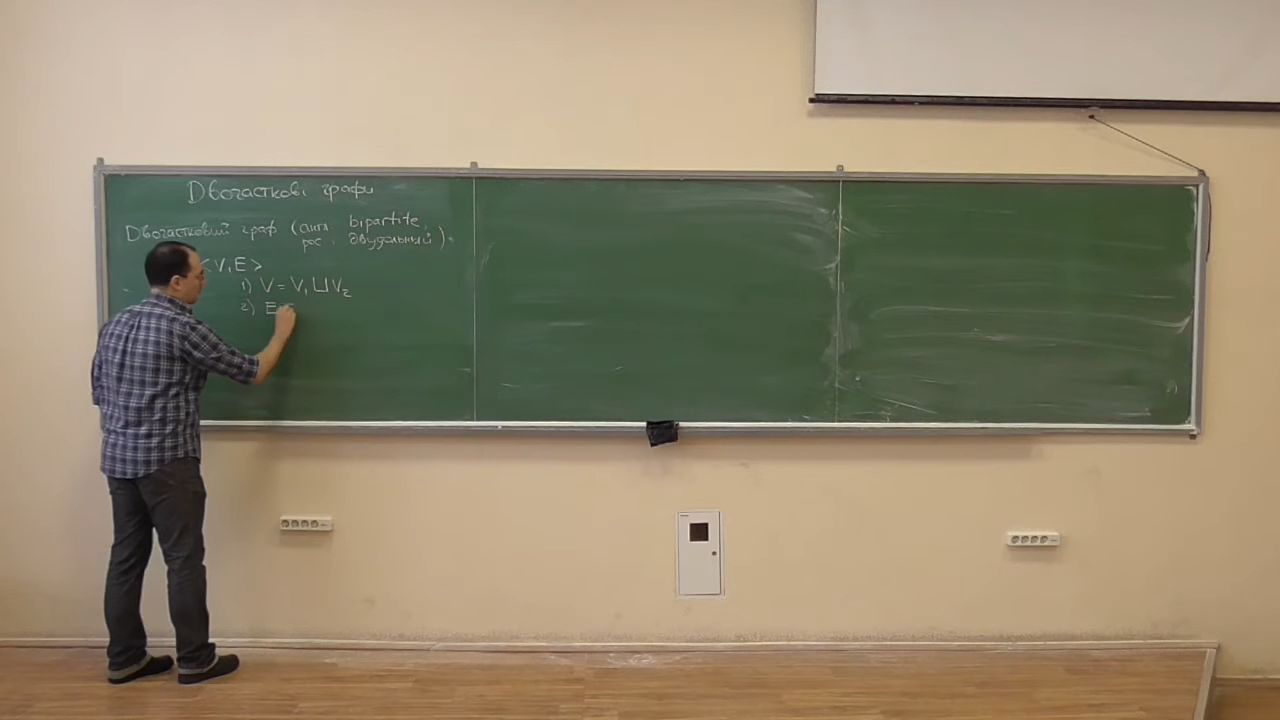 Двочасткові графи
Двочастковий граф (англ. bipartite,
рос. двудольный).
<V,E>
1) V = V₁ ⊔ V₂
2) E